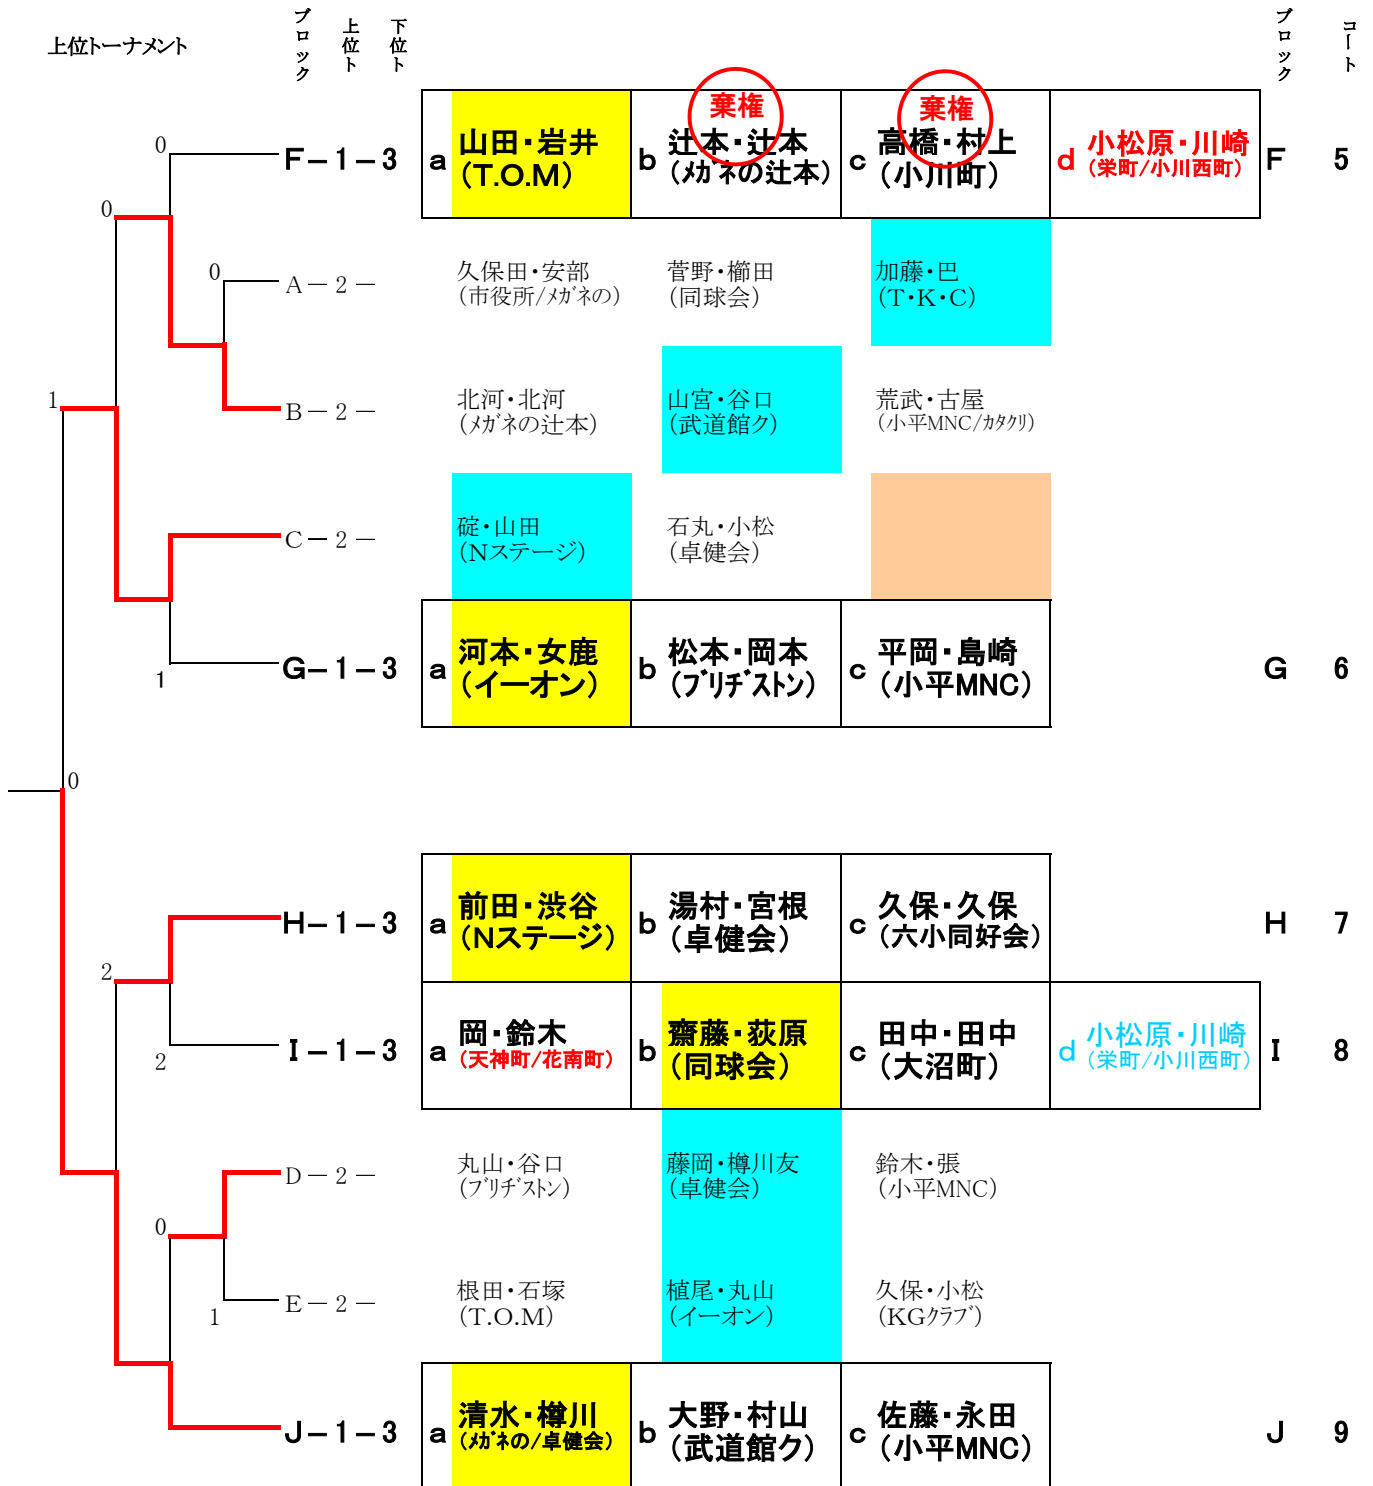 上位トーナメント
ブロック
上位ト
下位ト
ブロック
コート
棄権
棄権
0
F－1－3
a
山田・岩井
(T.O.M)
b
辻本・辻本
(ﾒｶﾞﾈの辻本)
c
高橋・村上
(小川町)
d
小松原・川崎
(栄町/小川西町)
F
5
0
0
A－2－
久保田・安部
(市役所/ﾒｶﾞﾈの)
菅野・櫛田
(同球会)
加藤・巴
(T・K・C)
1
B－2－
北河・北河
(ﾒｶﾞﾈの辻本)
山宮・谷口
(武道館ク)
荒武・古屋
(小平MNC/ｶﾀｸﾘ)
C－2－
碇・山田
(Nステージ)
石丸・小松
(卓健会)
1
G－1－3
a
河本・女鹿
(イーオン)
b
松本・岡本
(ﾌﾞﾘﾁﾞｽﾄﾝ)
c
平岡・島崎
(小平MNC)
G
6
0
H－1－3
a
前田・渋谷
(Nステージ)
b
湯村・宮根
(卓健会)
c
久保・久保
(六小同好会)
H
7
2
2
I－1－3
a
岡・鈴木
(天神町/花南町)
b
齋藤・荻原
(同球会)
c
田中・田中
(大沼町)
d
小松原・川崎
(栄町/小川西町)
I
8
D－2－
丸山・谷口
(ﾌﾞﾘﾁﾞｽﾄﾝ)
藤岡・樽川友
(卓健会)
鈴木・張
(小平MNC)
0
1
E－2－
根田・石塚
(T.O.M)
植尾・丸山
(イーオン)
久保・小松
(KGｸﾗﾌﾞ)
J－1－3
a
清水・樽川
(ﾒｶﾞﾈの/卓健会)
b
大野・村山
(武道館ク)
c
佐藤・永田
(小平MNC)
J
9